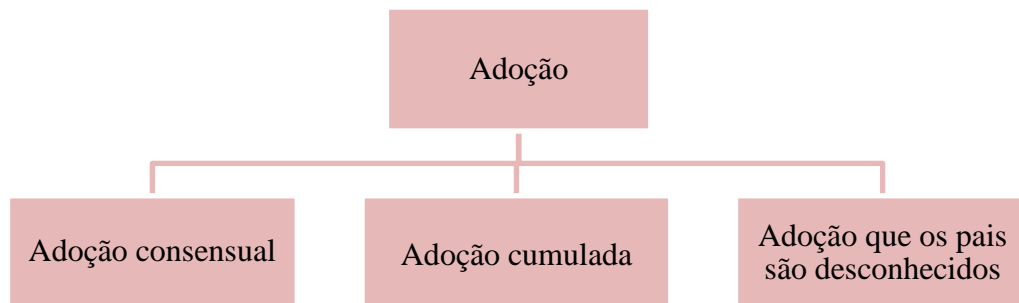 Adoção
Adoção consensual
Adoção cumulada
Adoção que os pais
são desconhecidos